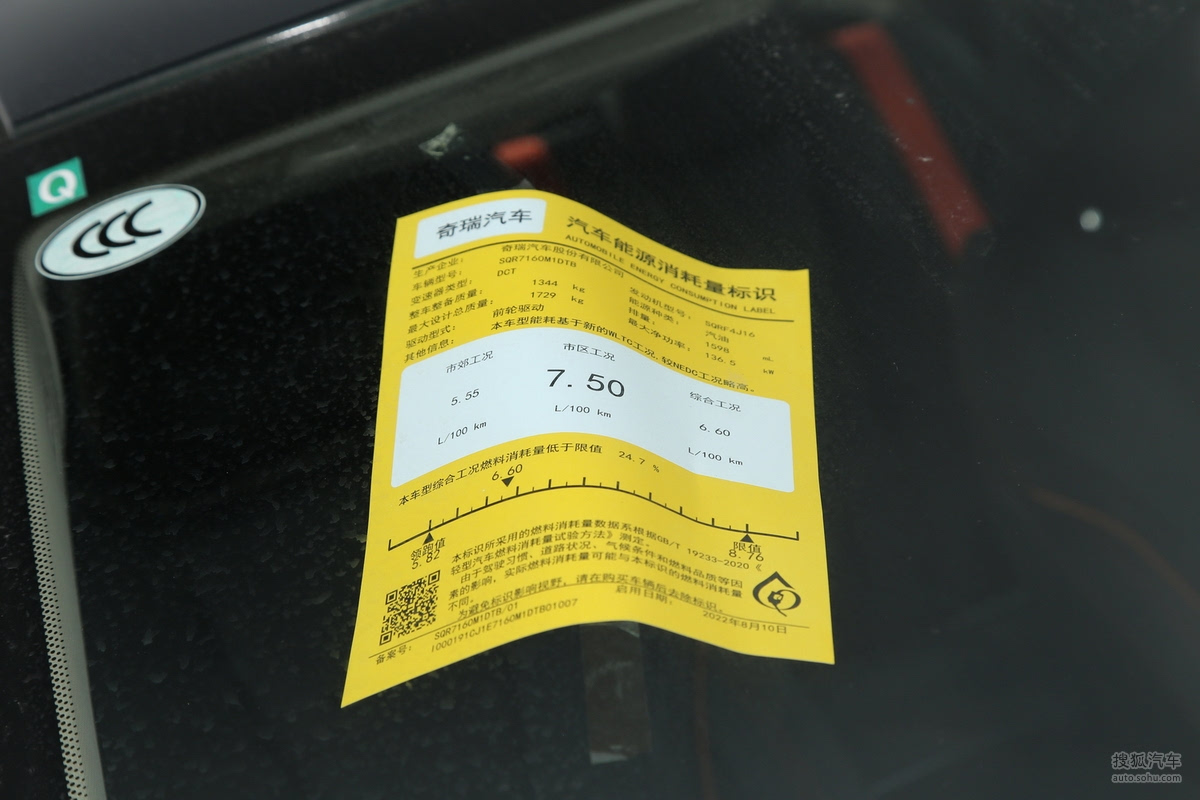 Q
CCC
奇瑞汽车
汽车能源消耗量标识
AUTOMOBILE ENERGY CONSUMPTION LABEL
生产企业: 奇瑞汽车股份有限公司
车辆型号: SQR7160M1DTB
变速器类型: DCT
整车整备质量: 1344 kg
最大设计总质量: 1729 kg
驱动型式: 前轮驱动
发动机型号: SQRF4J16
能源种类: 汽油
排量: 1598 mL
最大净功率: 136.5 kW
其他信息: 本车型能耗基于新的WLTC工况,较NEDC工况略高。
市郊工况
5.55
L/100 km
市区工况
7.50
L/100 km
综合工况
6.60
L/100 km
本车型综合工况燃料消耗量低于限值 24.7 %
6.60
领跑值
5.82
限值
8.76
本标识所采用的燃料消耗量数据系根据GB/T 19233-2020《
轻型汽车燃料消耗量试验方法》测定。
由于驾驶习惯、道路状况、气候条件和燃料品质等因
素的影响,实际燃料消耗量可能与本标识的燃料消耗量
不同。
为避免标识影响视野,请在购买车辆后去除标识。
SQR7160M1DTB/01
备案号: I000191CJ1E7160M1DTB01007
启用日期: 2022年8月10日
搜狐汽车
auto.sohu.com